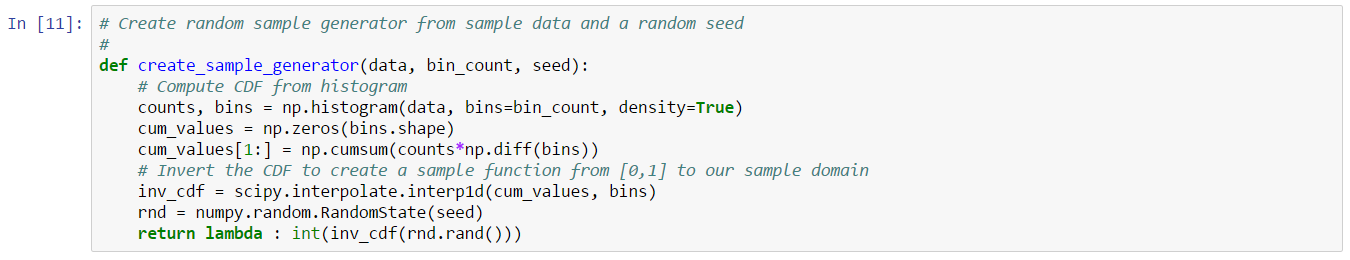 In [11]: # Create random sample generator from sample data and a random seed
#
def create_sample_generator(data, bin_count, seed):
    # Compute CDF from histogram
    counts, bins = np.histogram(data, bins=bin_count, density=True)
    cum_values = np.zeros(bins.shape)
    cum_values[1:] = np.cumsum(counts*np.diff(bins))
    # Invert the CDF to create a sample function from [0,1] to our sample domain
    inv_cdf = scipy.interpolate.interp1d(cum_values, bins)
    rnd = numpy.random.RandomState(seed)
    return lambda : int(inv_cdf(rnd.rand()))